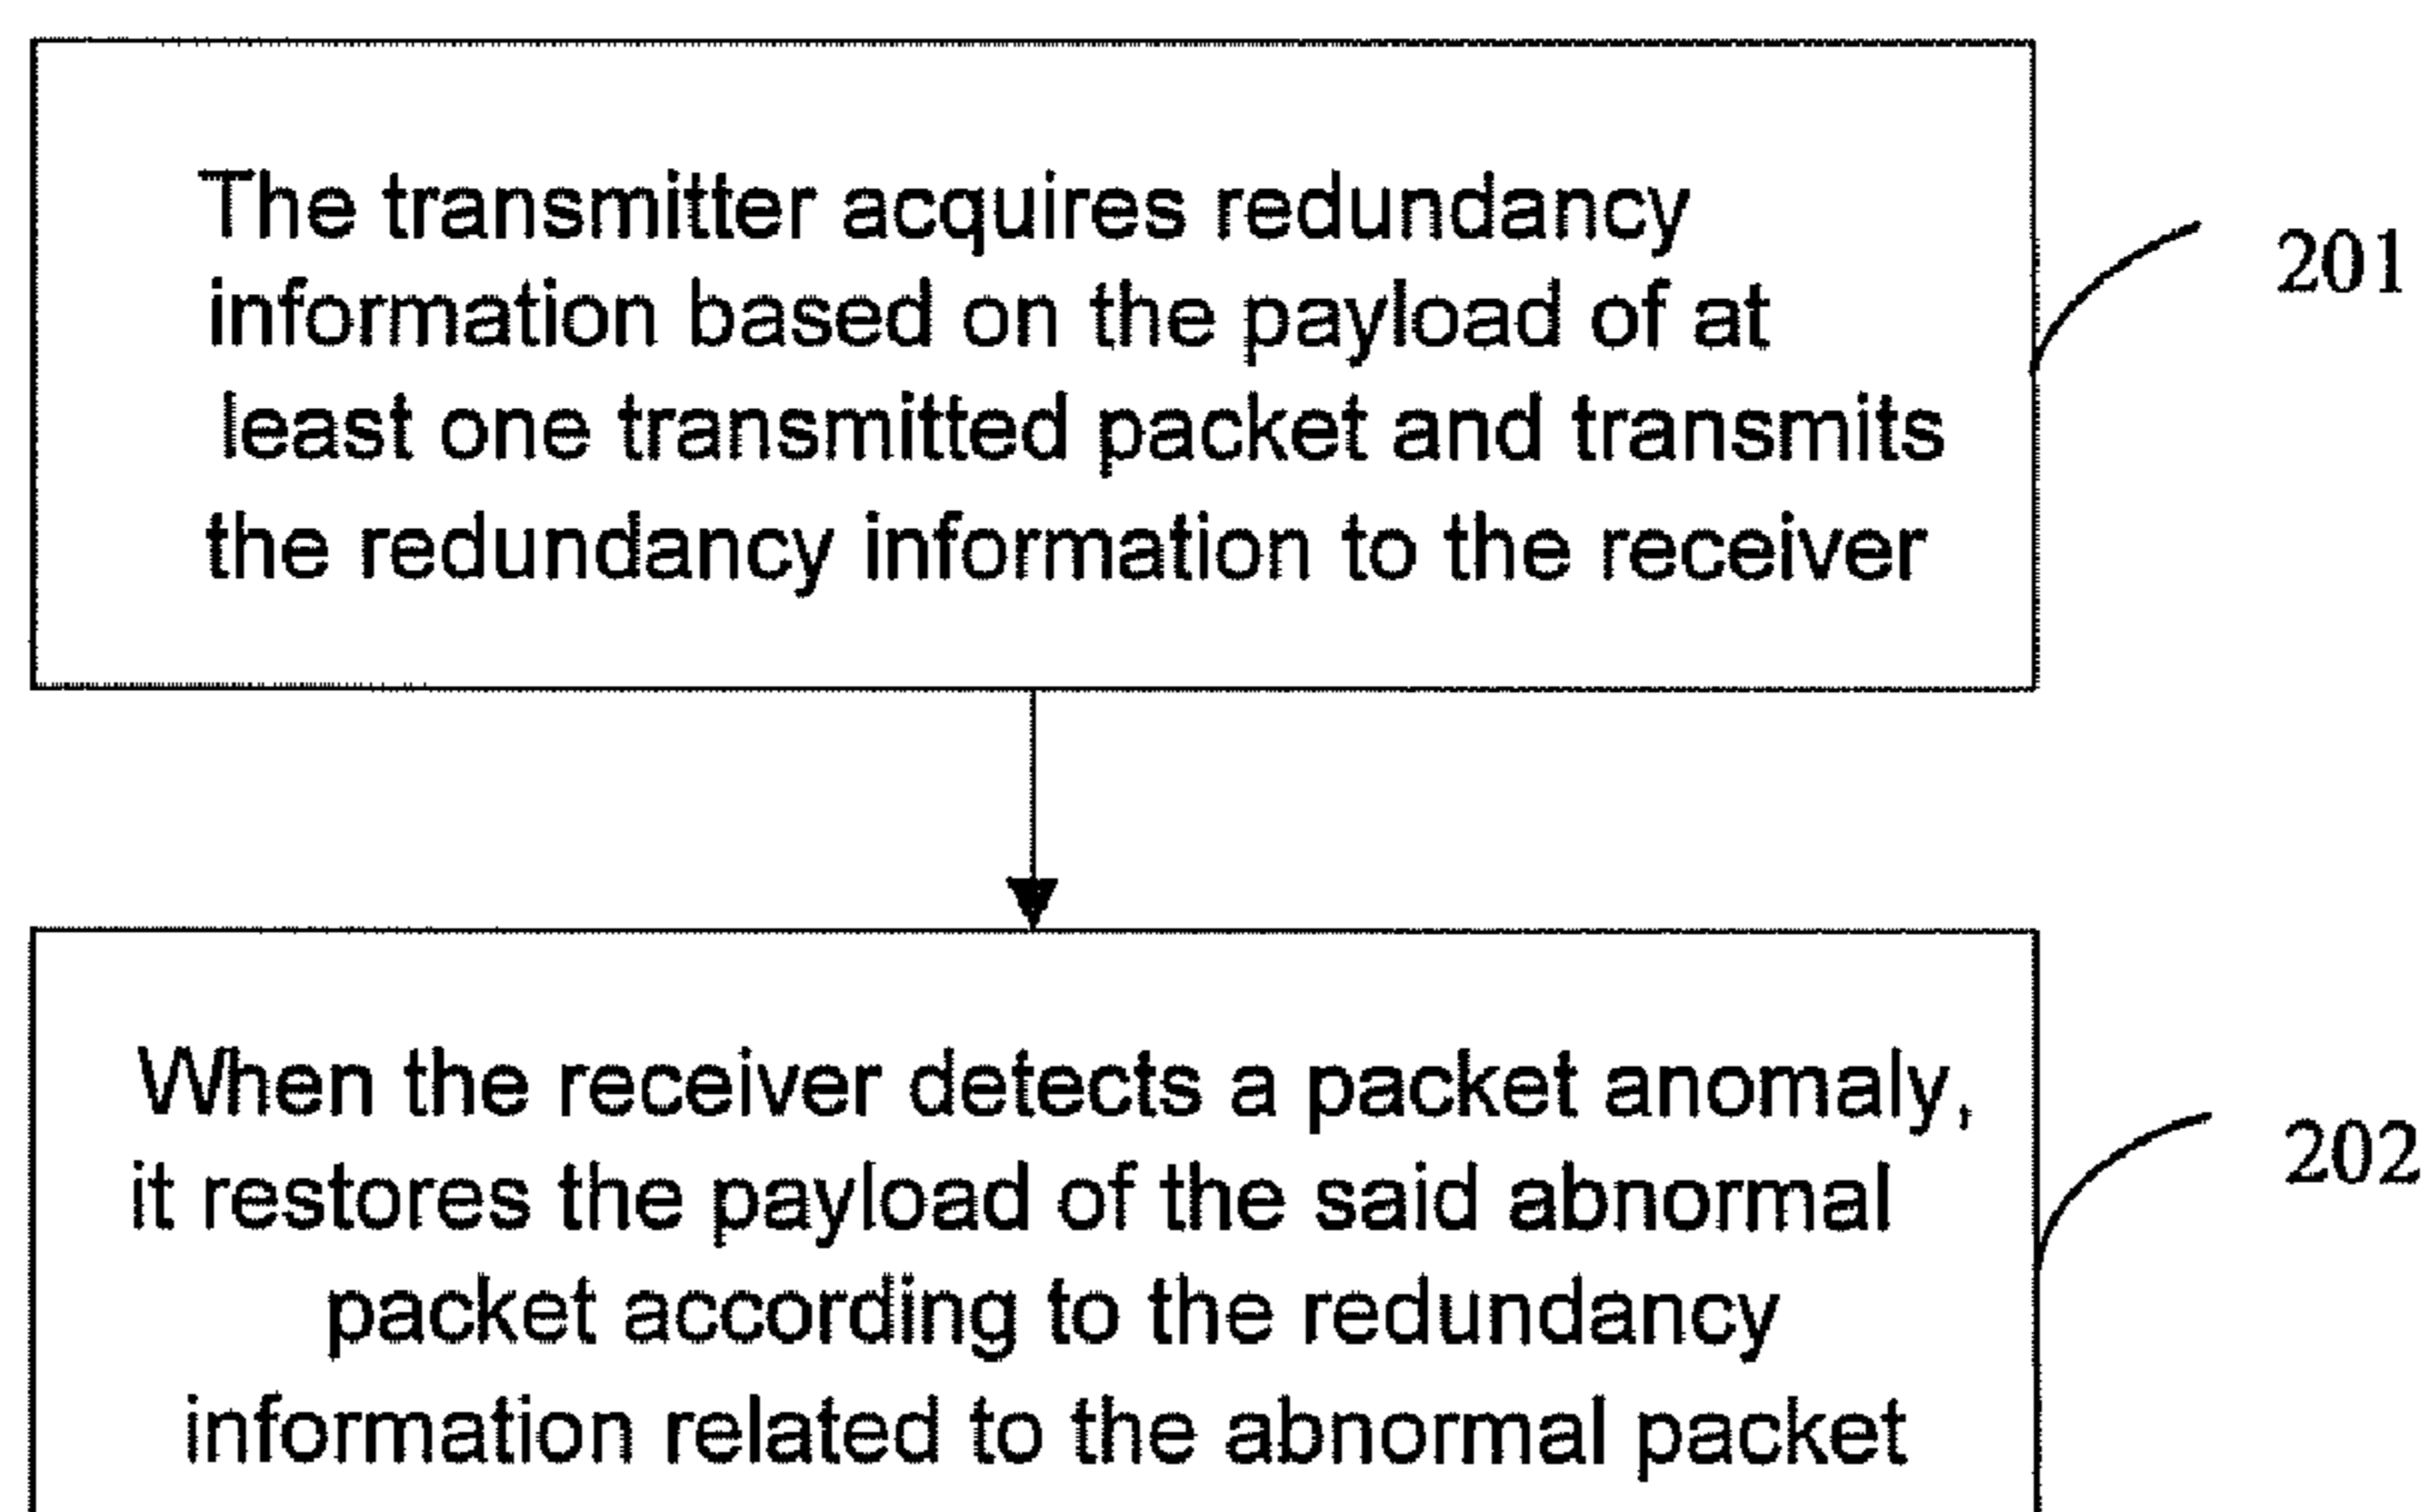 The transmitter acquires redundancy
information based on the payload of at
least one transmitted packet and transmits
the redundancy information to the receiver
201
When the receiver detects a packet anomaly,
it restores the payload of the said abnormal
packet according to the redundancy
information related to the abnormal packet
202